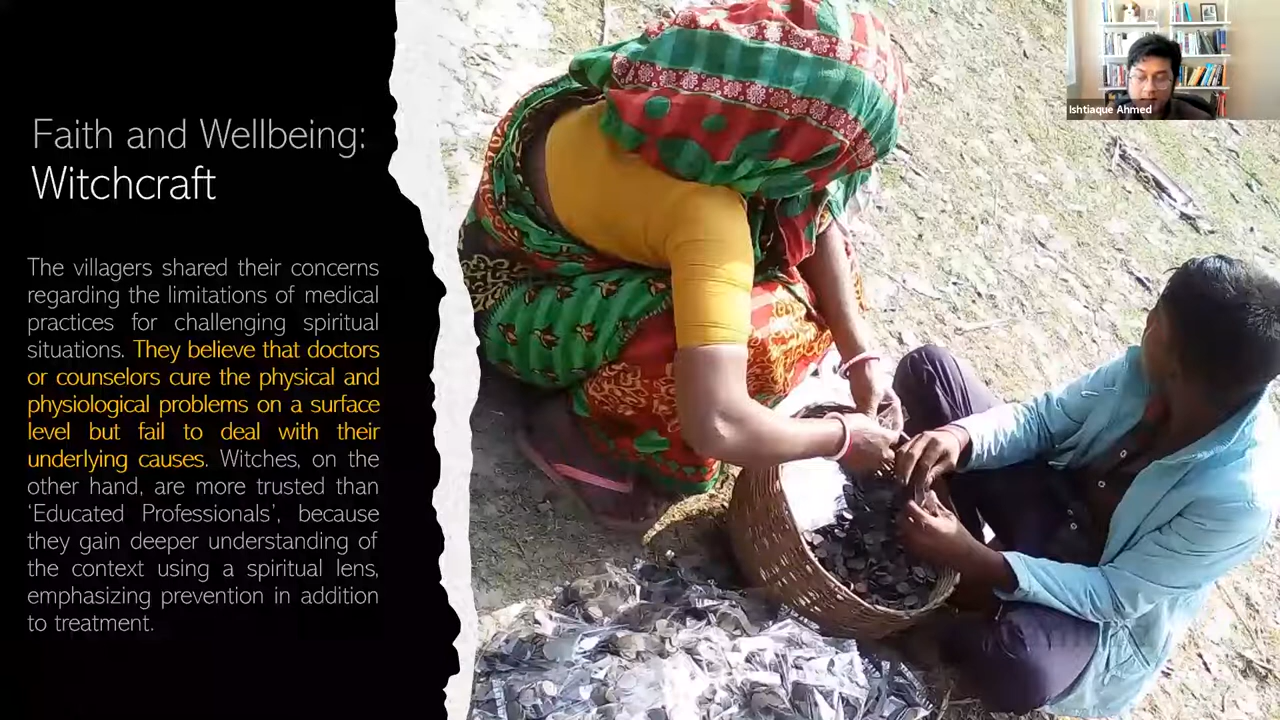 Faith and Wellbeing:
Witchcraft
The villagers shared their concerns
regarding the limitations of medical
practices for challenging spiritual
situations. They believe that doctors
or counselors cure the physical and
physiological problems on a surface
level but fail to deal with their
underlying causes. Witches, on the
other hand, are more trusted than
‘Educated Professionals’, because
they gain deeper understanding of
the context using a spiritual lens,
emphasizing prevention in addition
to treatment.
Ishtiaque Ahmed